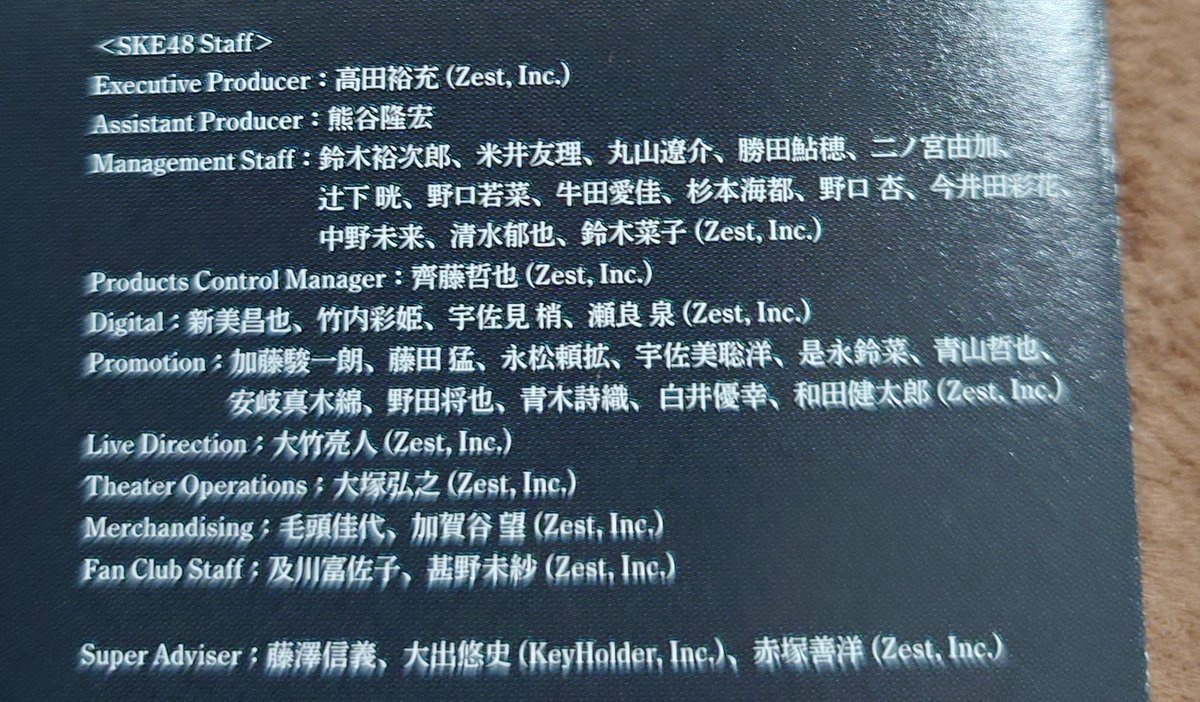 <SKE48 Staff>
Executive Producer：高田裕充 (Zest, Inc.)
Assistant Producer：熊谷隆宏
Management Staff：鈴木裕次郎、米井友理、丸山遼介、勝田鮎穂、二ノ宮由加、
辻下 晄、野口若菜、牛田愛佳、杉本海都、野口 杏、今井田彩花、
中野未来、清水郁也、鈴木菜子 (Zest, Inc.)
Products Control Manager：齊藤哲也 (Zest, Inc.)
Digital：新美昌也、竹内彩姫、宇佐見 梢、瀬良 泉 (Zest, Inc.)
Promotion：加藤駿一朗、藤田 猛、永松頼拡、宇佐美聡洋、是永鈴菜、青山哲也、
安岐真木綿、野田将也、青木詩織、白井優幸、和田健太郎 (Zest, Inc.)
Live Direction：大竹亮人 (Zest, Inc.)
Theater Operations：大塚弘之 (Zest, Inc.)
Merchandising：毛頭佳代、加賀谷 望 (Zest, Inc.)
Fan Club Staff：及川富佐子、甚野未紗 (Zest, Inc.)
Super Adviser：藤澤信義、大出悠史 (KeyHolder, Inc.)、赤塚善洋 (Zest, Inc.)